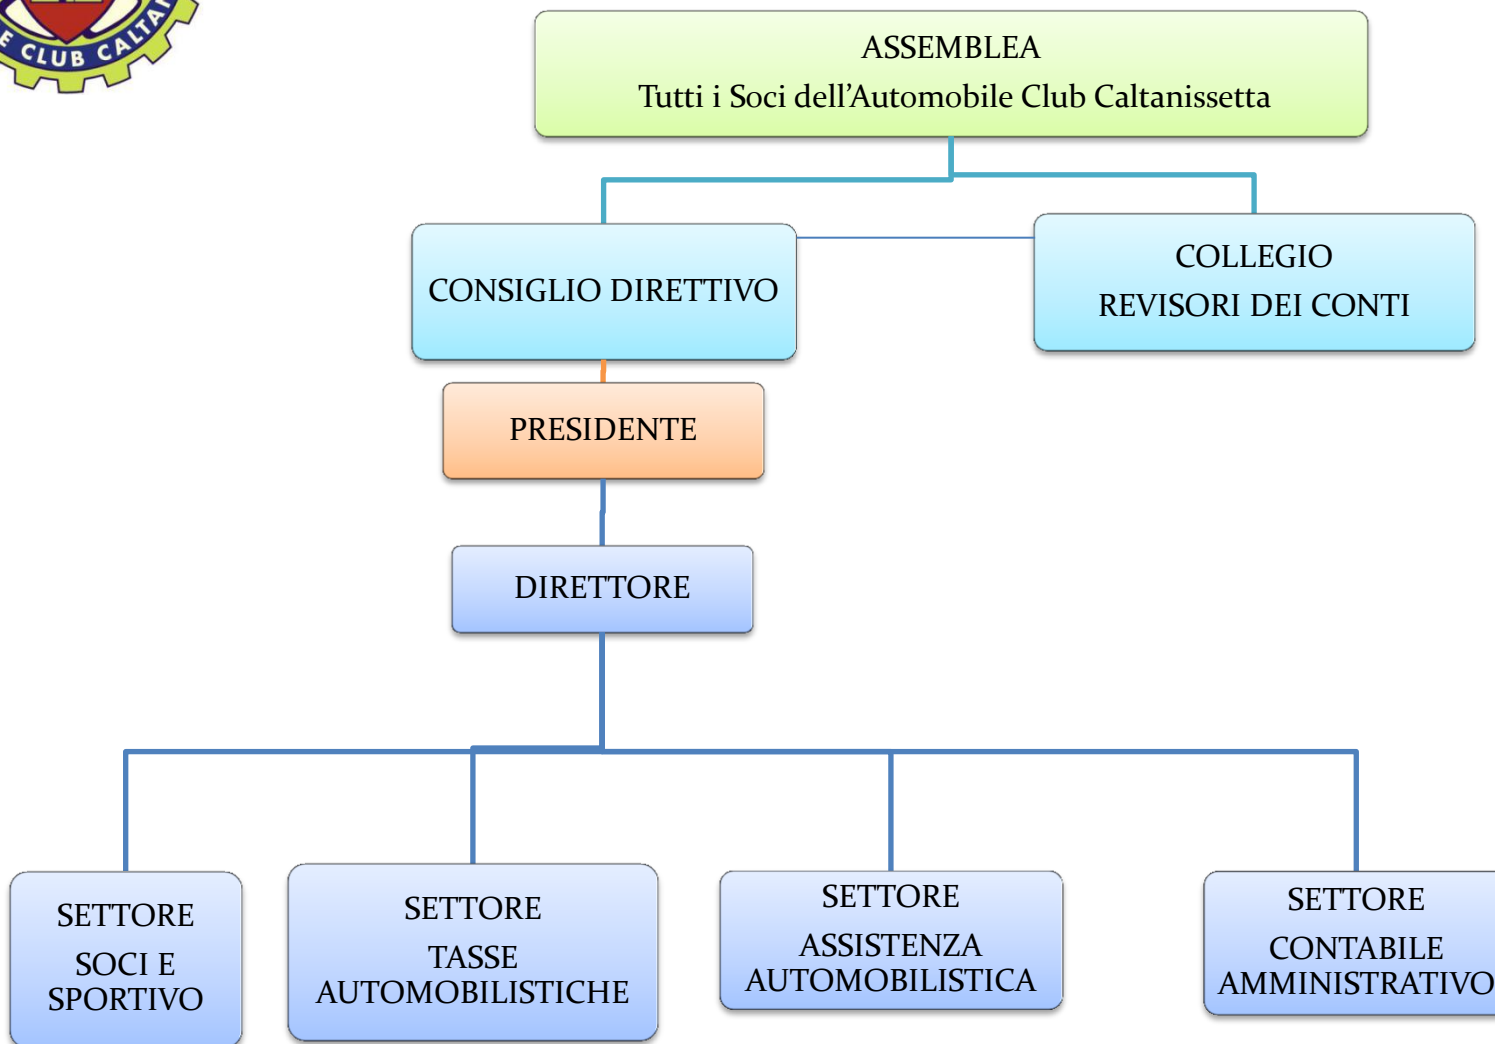 E CLUB CALTAN
ASSEMBLEA
Tutti i Soci dell’Automobile Club Caltanissetta
CONSIGLIO DIRETTIVO
COLLEGIO
REVISORI DEI CONTI
PRESIDENTE
DIRETTORE
SETTORE
SOCI E
SPORTIVO
SETTORE
TASSE
AUTOMOBILISTICHE
SETTORE
ASSISTENZA
AUTOMOBILISTICA
SETTORE
CONTABILE
AMMINISTRATIVO